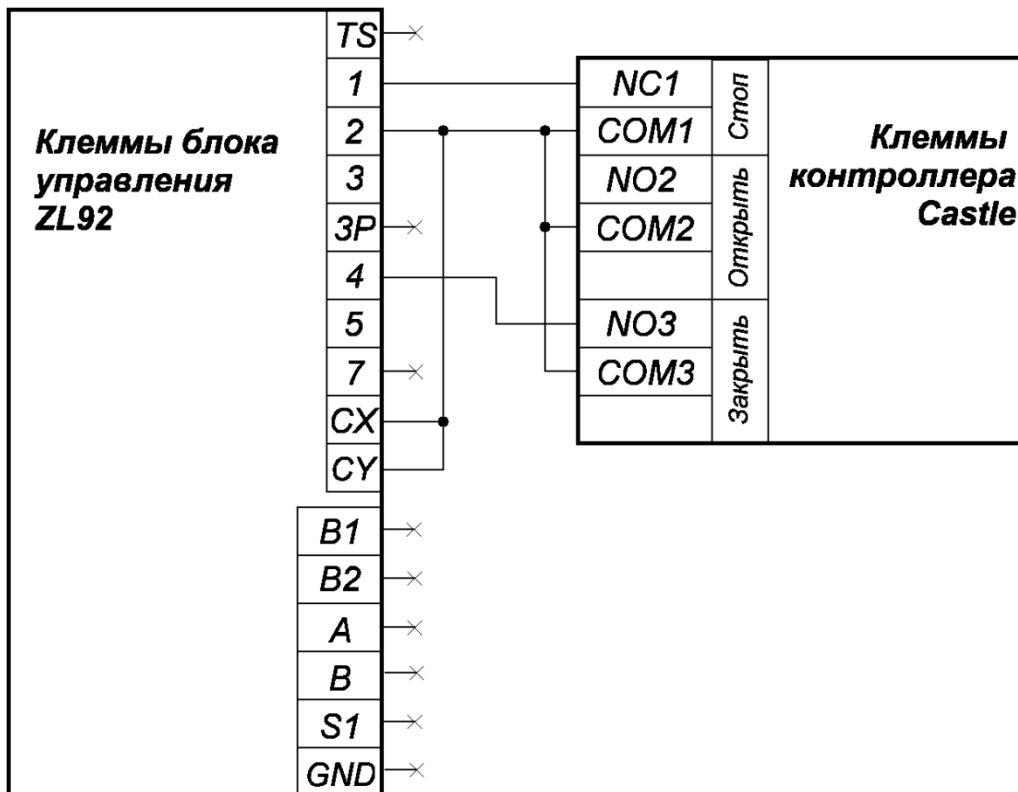 Клеммы блока
управления
ZL92
TS
1
2
3
3P
4
5
7
CX
CY
B1
B2
A
B
S1
GND
NC1
COM1
NO2
COM2
NO3
COM3
Стоп
Открыть
Закрыть
Клеммы
контроллера
Castle